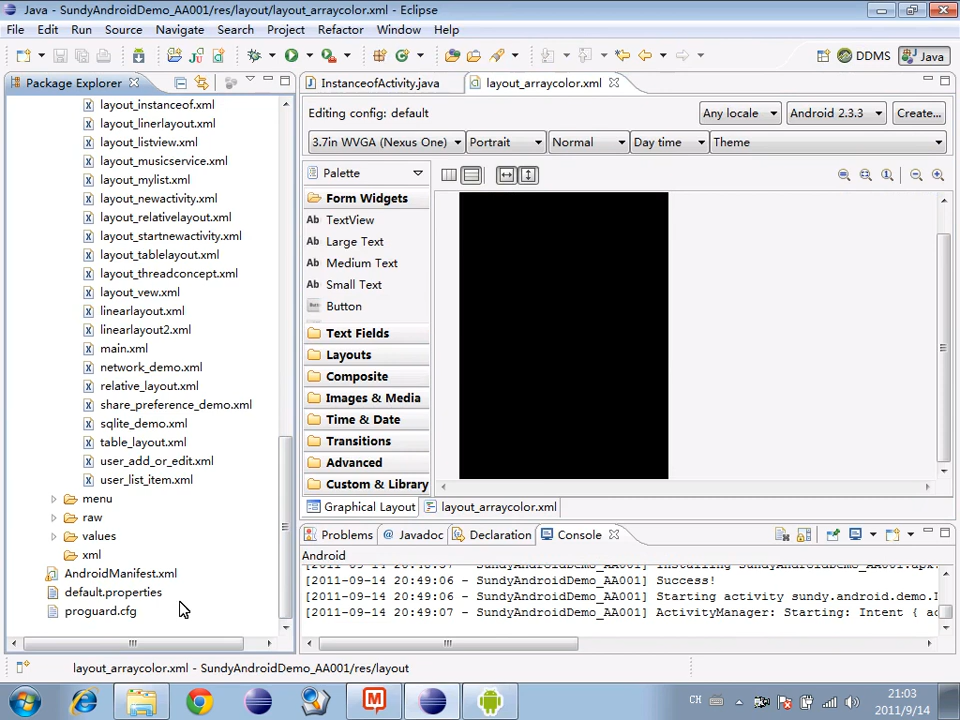 Java - SundyAndroidDemo_AA001/res/layout/layout_arraycolor.xml - Eclipse
File Edit Run Source Navigate Search Project Refactor Window Help
DDMS Java
Package Explorer
InstanceofActivity.java layout_arraycolor.xml
layout_instanceof.xml
layout_linerlayout.xml
layout_listview.xml
layout_musicservice.xml
layout_mylist.xml
layout_newactivity.xml
layout_relativelayout.xml
layout_startnewactivity.xml
layout_tablelayout.xml
layout_threadconcept.xml
layout_vew.xml
linearlayout.xml
linearlayout2.xml
main.xml
network_demo.xml
relative_layout.xml
share_preference_demo.xml
sqlite_demo.xml
table_layout.xml
user_add_or_edit.xml
user_list_item.xml
menu
raw
values
xml
AndroidManifest.xml
default.properties
proguard.cfg
Editing config: default
Any locale Android 2.3.3 Create...
3.7in WVGA (Nexus One) Portrait Normal Day time Theme
Palette
Form Widgets
Ab TextView
Ab Large Text
Ab Medium Text
Ab Small Text
Button
Text Fields
Layouts
Composite
Images & Media
Time & Date
Transitions
Advanced
Custom & Library
Graphical Layout layout_arraycolor.xml
Problems Javadoc Declaration Console
Android
[2011-09-14 20:49:06 - SundyAndroidDemo_AA001] Success!
[2011-09-14 20:49:06 - SundyAndroidDemo_AA001] Starting activity sundy.android.demo.
[2011-09-14 20:49:07 - SundyAndroidDemo_AA001] ActivityManager: Starting: Intent {
layout_arraycolor.xml - SundyAndroidDemo_AA001/res/layout
CH
21:03
2011/9/14